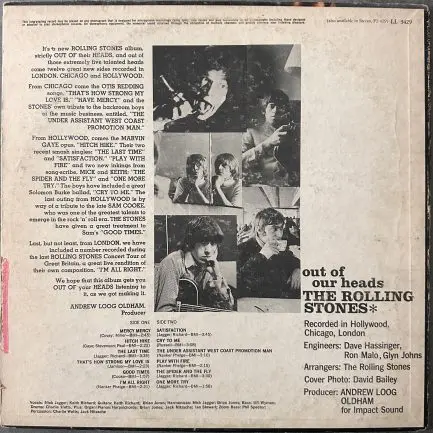 (also available in Stereo, PS 429) LL 3429
It's a new ROLLING STONES album,
strictly OUT of their HEADS, and out of
those extremely five talented heads
came twelve great new sides recorded in
LONDON, CHICAGO and HOLLYWOOD.
From CHICAGO come the OTIS REDDING
songs, "THAT'S HOW STRONG MY
LOVE IS," "HAVE MERCY" and the
STONES' own tribute to the backroom boys
of the music business, entitled, "THE
UNDER ASSISTANT WEST COAST
PROMOTION MAN."
From HOLLYWOOD, comes the MARVIN
GAYE opus, "HITCH HIKE." Their two
recent smash singles: "THE LAST TIME"
and "SATISFACTION." "PLAY WITH
FIRE" and two new inkings from
song-scribe, MICK and KEITH: "THE
SPIDER AND THE FLY" and "ONE MORE
TRY." The boys have included a great
Solomon Burke ballad, "CRY TO ME." The
last outing from HOLLYWOOD is by
way of a tribute to the late SAM COOKE,
who was one of the greatest talents to
emerge in the rock 'n' roll era. THE STONES
have given a great treatment to
Sam's "GOOD TIMES."
Last, but not least, from LONDON, we have
included a number recorded during the
last ROLLING STONES Concert Tour of
Great Britain, a great live rendition of
their own composition, "I'M ALL RIGHT."
We hope that this album gets you
OUT of your HEADS listening to
it, as we got making it.
ANDREW LOOG OLDHAM,
Producer
SIDE ONE
MERCY MERCY
HITCH HIKE
THE LAST TIME
THAT'S HOW STRONG MY LOVE IS
GOOD TIMES
I'M ALL RIGHT
SIDE TWO
SATISFACTION
CRY TO ME
THE UNDER ASSISTANT WEST COAST PROMOTION MAN
PLAY WITH FIRE
THE SPIDER AND THE FLY
ONE MORE TRY
out of
our heads
THE ROLLING
STONES*
Recorded in Hollywood,
Chicago, London
Engineers: Dave Hassinger,
Ron Malo, Glyn Johns
Arrangers: The Rolling Stones
Cover Photo: David Bailey
Producer: ANDREW LOOG
OLDHAM
for Impact Sound